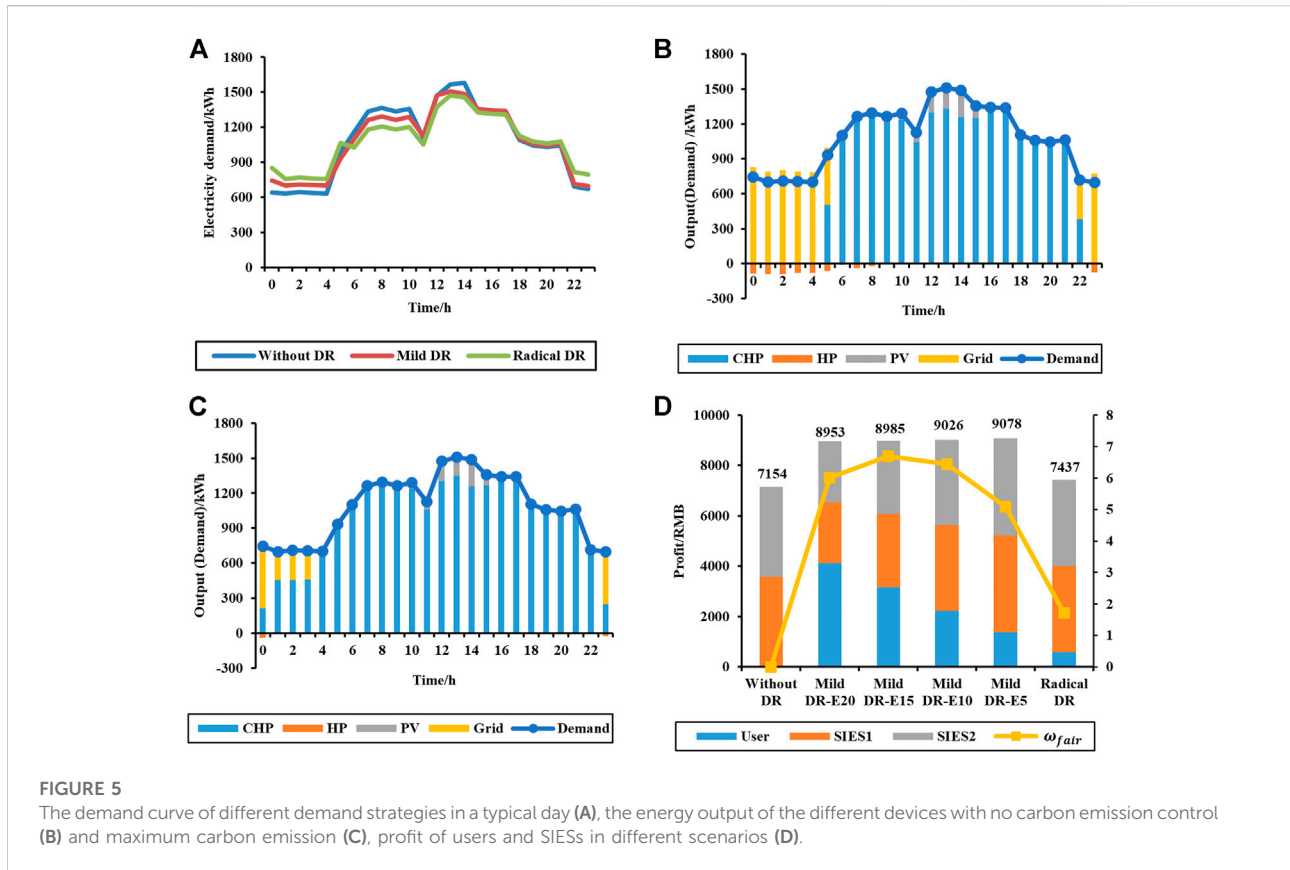 A
1800
1500
1200
900
600
300
0
Electricity demand/kWh
0 2 4 6 8 10 12 14 16 18 20 22
Time/h
Without DR Mild DR Radical DR
B
1800
1500
1200
900
600
300
0
-300
Output(Demand) /kWh
0 2 4 6 8 10 12 14 16 18 20 22
Time/h
CHP HP PV Grid Demand
C
1800
1500
1200
900
600
300
0
-300
Output (Demand)/kWh
0 2 4 6 8 10 12 14 16 18 20 22
Time/h
CHP HP PV Grid Demand
D
10000
8000
6000
4000
2000
0
Profit/RMB
7154 8953 8985 9026 9078 7437
8
7
6
5
4
3
2
1
0
Without Mild Mild Mild Mild Radical
DR DR-E20 DR-E15 DR-E10 DR-E5 DR
User SIES1 SIES2 ω_fair
FIGURE 5
The demand curve of different demand strategies in a typical day (A), the energy output of the different devices with no carbon emission control
(B) and maximum carbon emission (C), profit of users and SIESs in different scenarios (D).